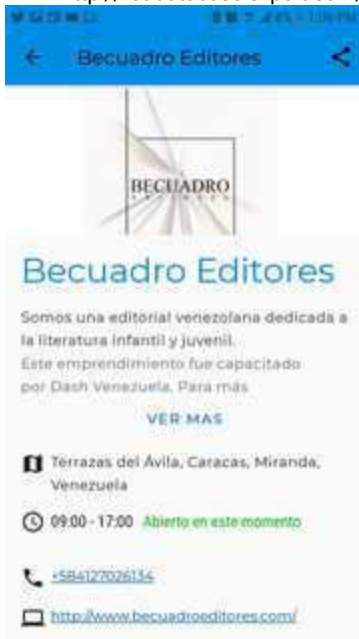 Becuadro Editores
BECUADRO
Becuadro Editores
Somos una editorial venezolana dedicada a
la literatura infantil y juvenil.
Este emprendimiento fue capacitado
por Dash Venezuela. Para más
VER MAS
Terrazas del Ávila, Caracas, Miranda,
Venezuela
09:00 - 17:00 Abierto en este momento
+584127026134
http://www.becuadroeditores.com/